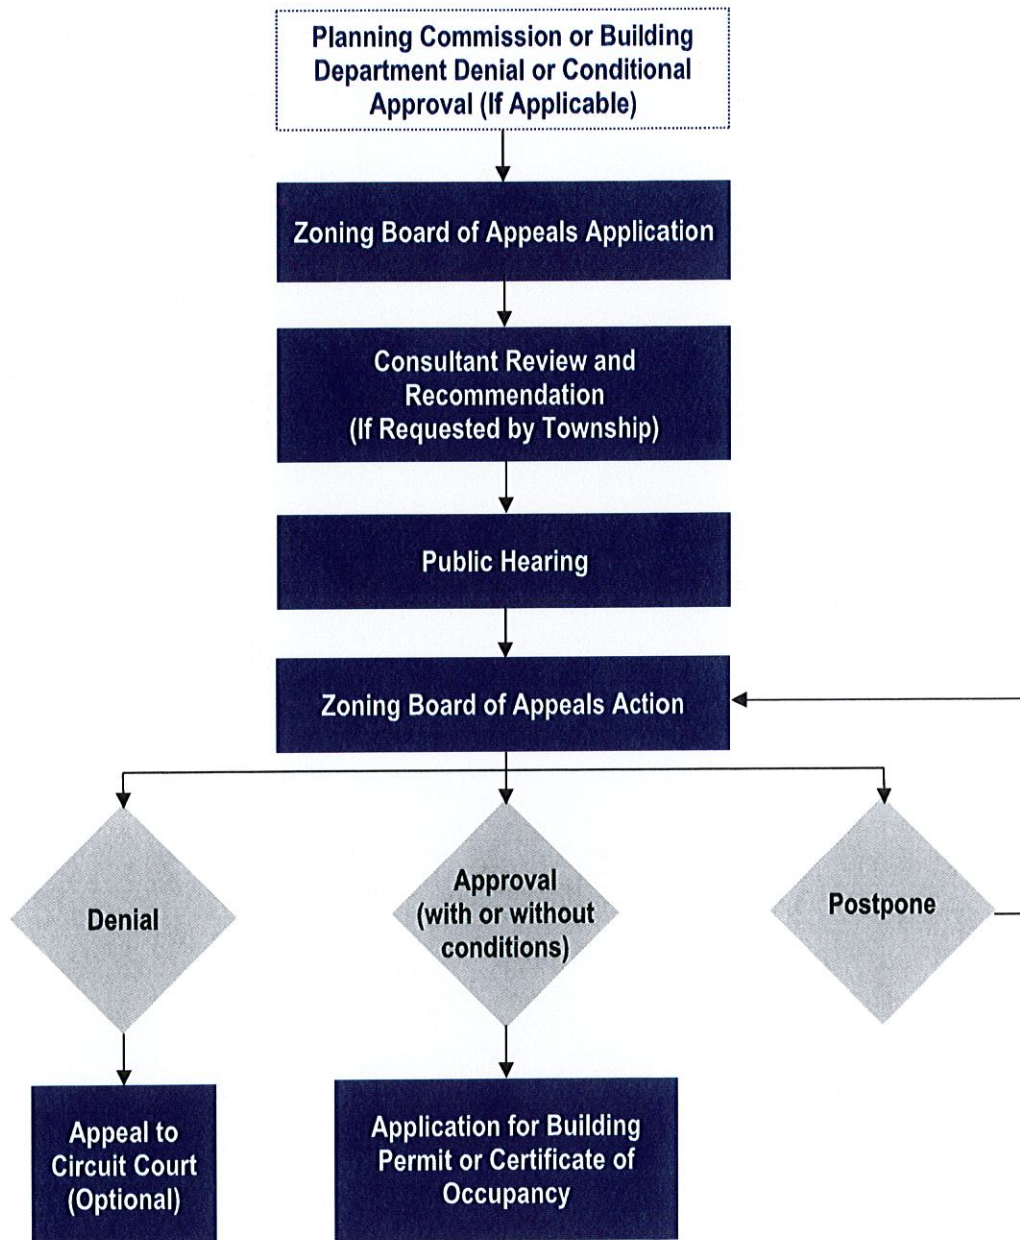 Planning Commission or Building
Department Denial or Conditional
Approval (If Applicable)
Zoning Board of Appeals Application
Consultant Review and
Recommendation
(If Requested by Township)
Public Hearing
Zoning Board of Appeals Action
Denial
Approval
(with or without
conditions)
Postpone
Appeal to
Circuit Court
(Optional)
Application for Building
Permit or Certificate of
Occupancy